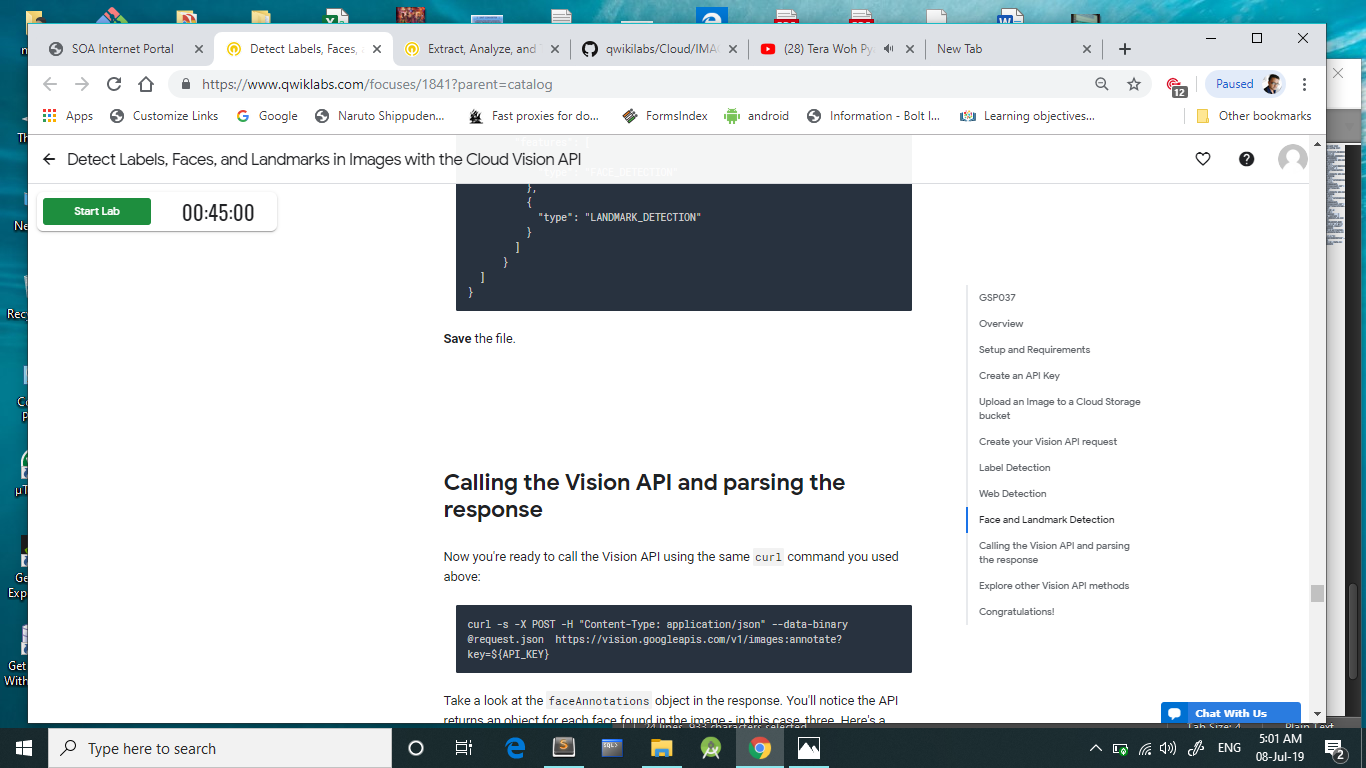 SOA Internet Portal
Detect Labels, Faces,
Extract, Analyze, and
qwikilabs/Cloud/IMA
(28) Tera Woh Py
New Tab
https://www.qwiklabs.com/focuses/1841?parent=catalog
12
Paused
Apps
Customize Links
Google
Naruto Shippuden...
Fast proxies for do...
FormsIndex
android
Information - Bolt I...
Learning objectives...
Other bookmarks
Detect Labels, Faces, and Landmarks in Images with the Cloud Vision API
Start Lab
00:45:00
},
{
"type": "LANDMARK_DETECTION"
}
]
}
]
}
Save the file.
Calling the Vision API and parsing the
response
Now you're ready to call the Vision API using the same curl command you used
above:
curl -s -X POST -H "Content-Type: application/json" --data-binary
@request.json https://vision.googleapis.com/v1/images:annotate?
key=${API_KEY}
Take a look at the faceAnnotations object in the response. You'll notice the API
returns an object for each face found in the image - in this case, three. Here's a
GSP037
Overview
Setup and Requirements
Create an API Key
Upload an Image to a Cloud Storage
bucket
Create your Vision API request
Label Detection
Web Detection
Face and Landmark Detection
Calling the Vision API and parsing
the response
Explore other Vision API methods
Congratulations!
Chat With Us
Type here to search
ENG
5:01 AM
08-Jul-19
2